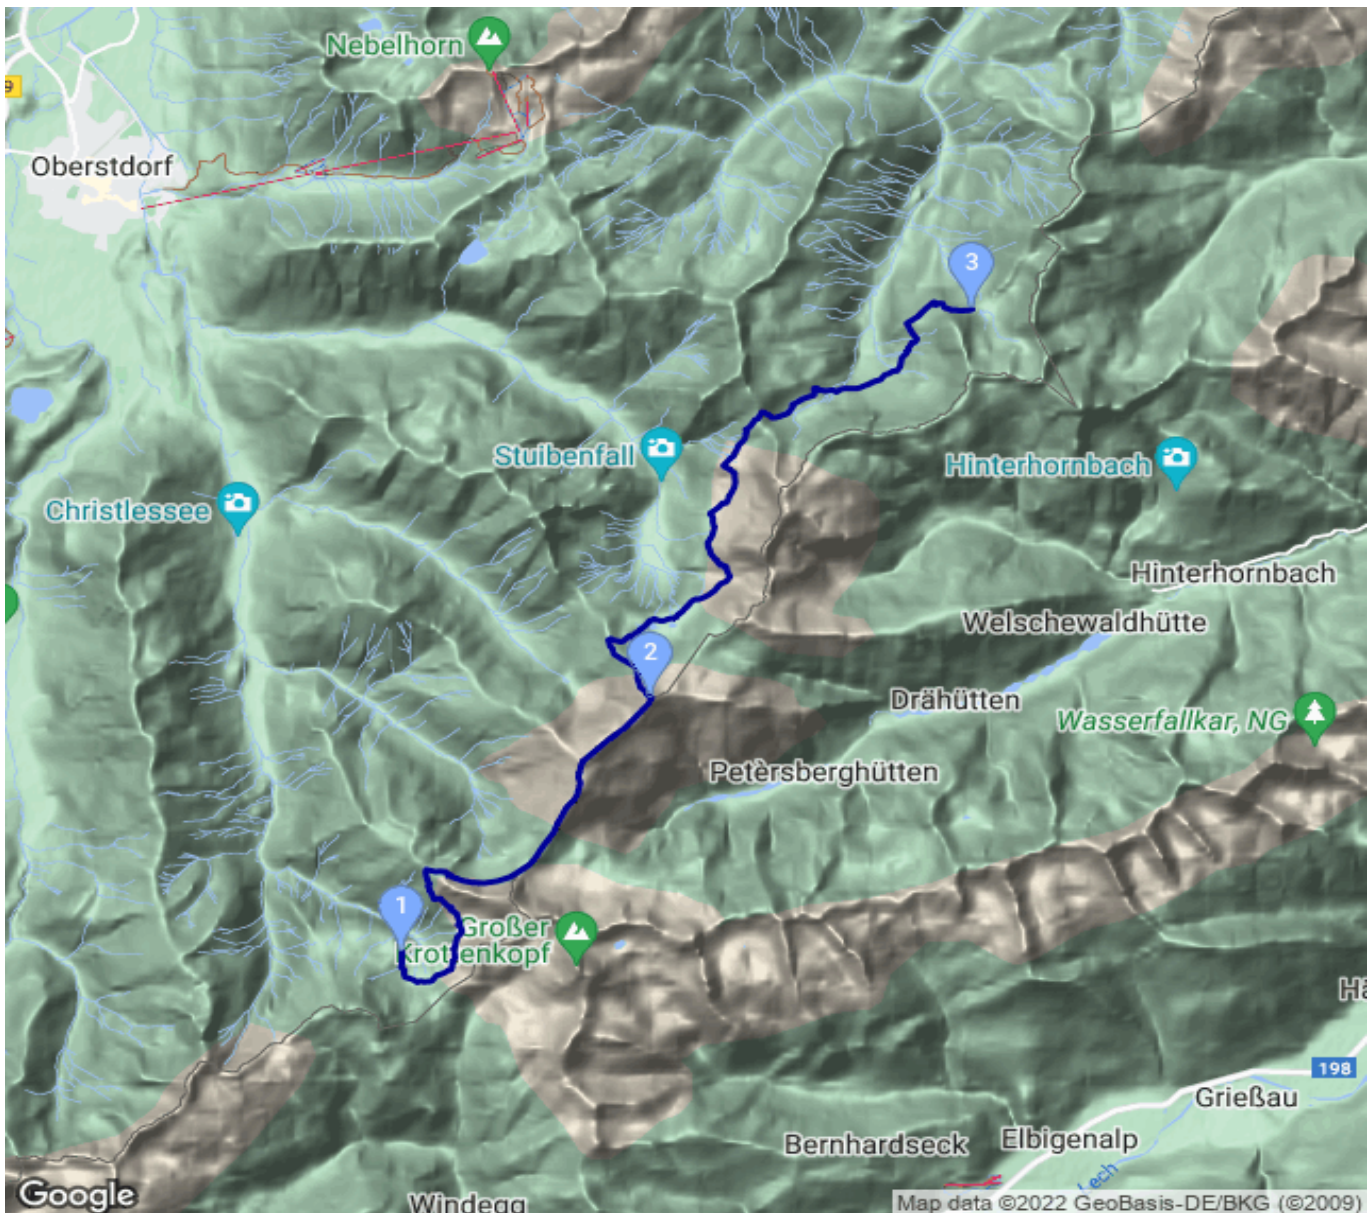 Nebelhorn
9
Oberstdorf
3
Stuibenfall
Hinterhornbach
Christlessee
Hinterhornbach
Welschewaldhütte
2
Drähütten
Wasserfallkar, NG
Petersberghütten
1
Großer
Krottenkopf
198
Grießau
Bernhardseck
Elbigenalp
Lech
Windegg
Google
Map data ©2022 GeoBasis-DE/BKG (©2009)